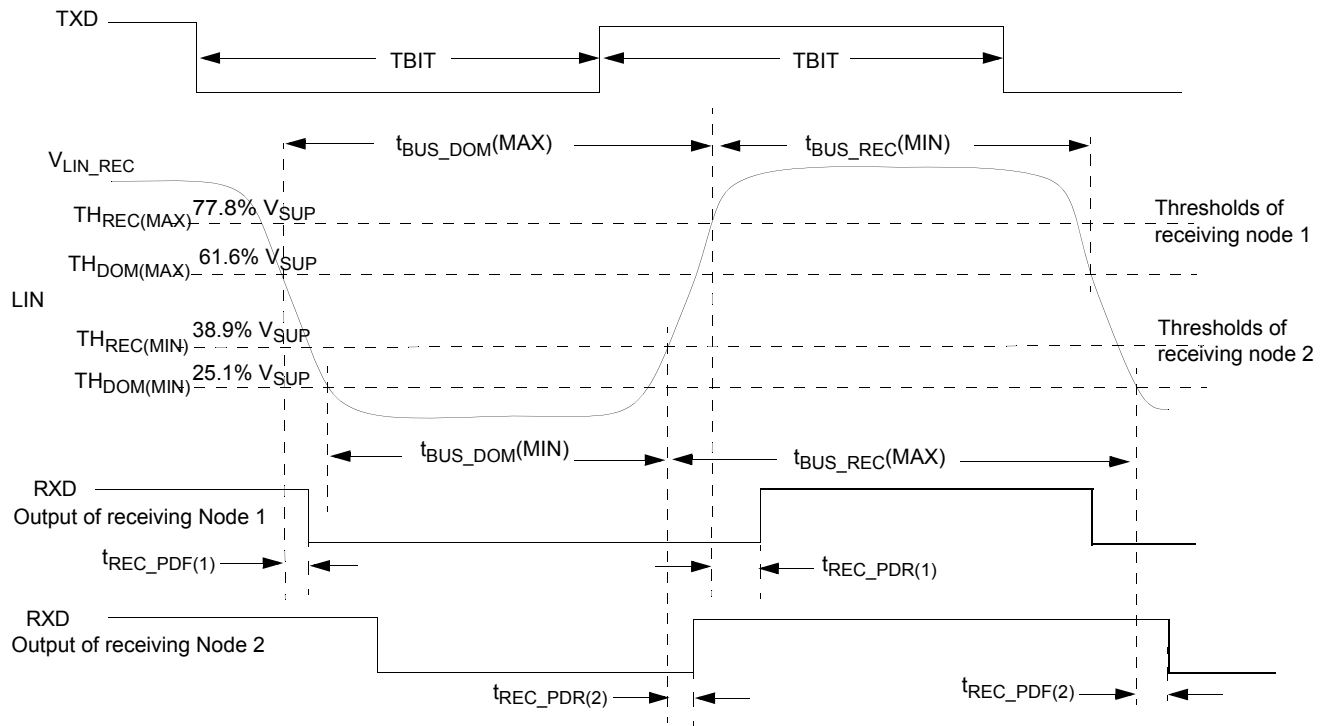 TXD
TBIT
TBIT
tBUS_DOM(MAX)
tBUS_REC(MIN)
VLIN_REC
THREC(MAX) 77.8% VSUP
Thresholds of
receiving node 1
THDOM(MAX) 61.6% VSUP
LIN
THREC(MIN) 38.9% VSUP
Thresholds of
receiving node 2
THDOM(MIN) 25.1% VSUP
tBUS_DOM(MIN)
tBUS_REC(MAX)
RXD
Output of receiving Node 1
tREC_PDF(1)
tREC_PDR(1)
RXD
Output of receiving Node 2
tREC_PDR(2)
tREC_PDF(2)